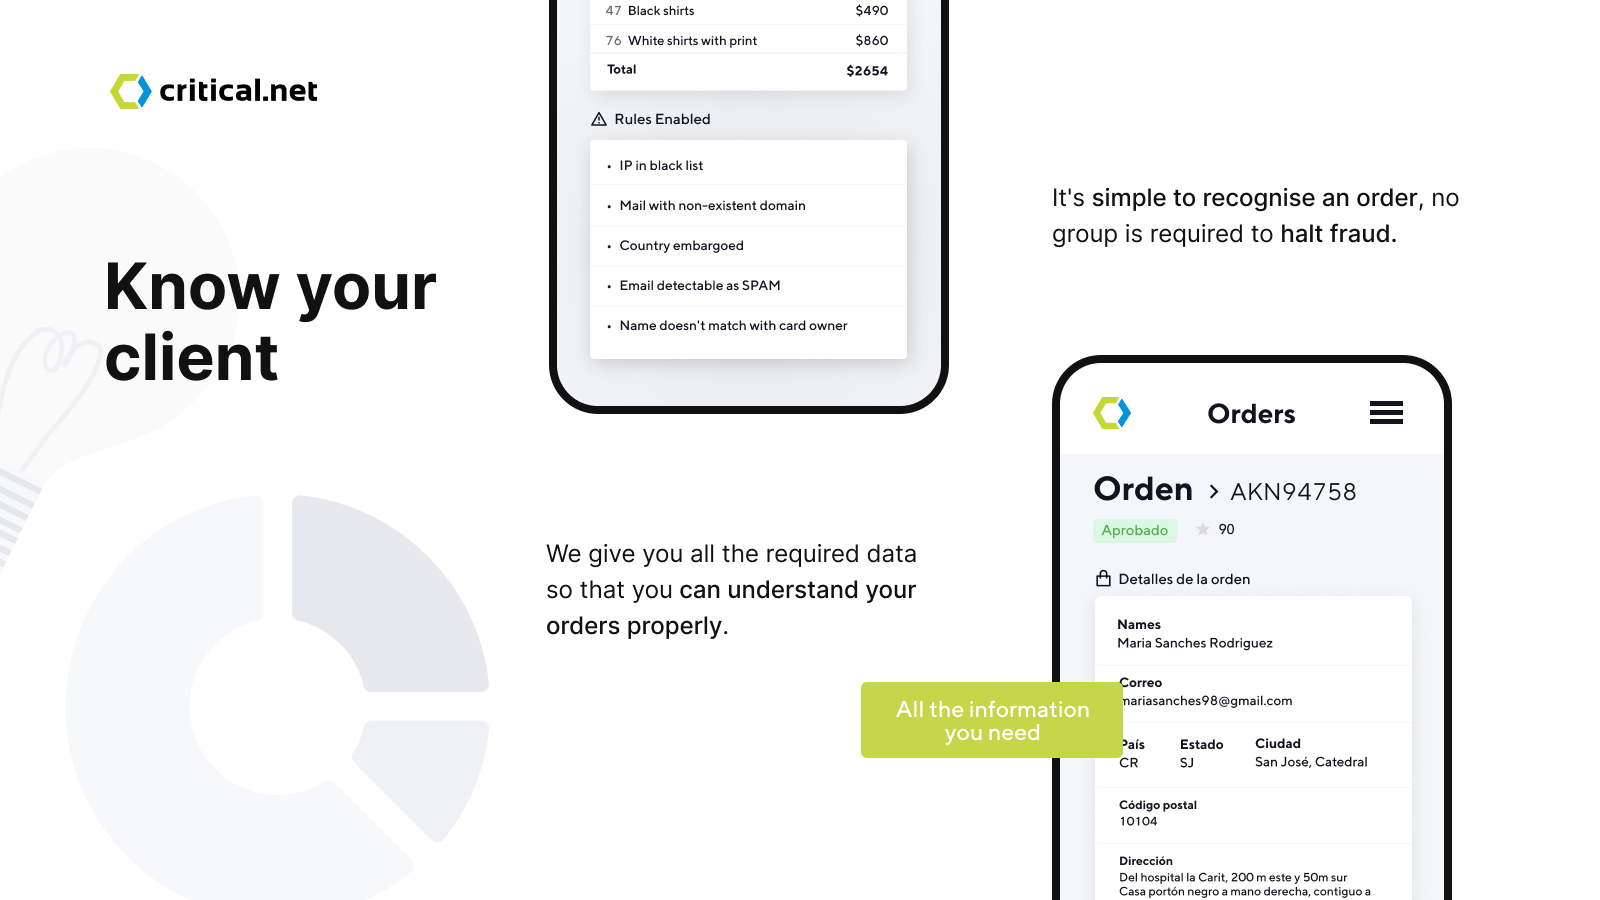 critical.net
Know your
client
47 Black shirts $490
76 White shirts with print $860
Total $2654
Rules Enabled
• IP in black list
• Mail with non-existent domain
• Country embargoed
• Email detectable as SPAM
• Name doesn't match with card owner
We give you all the required data
so that you can understand your
orders properly.
It's simple to recognise an order, no
group is required to halt fraud.
All the information
you need
Orders
Orden > AKN94758
Aprobado 90
Detalles de la orden
Names
Maria Sanches Rodriguez
Correo
mariasanches98@gmail.com
País Estado Ciudad
CR SJ San José, Catedral
Código postal
10104
Dirección
Del hospital la Carit, 200 m este y 50m sur
Casa portón negro a mano derecha, contiguo a